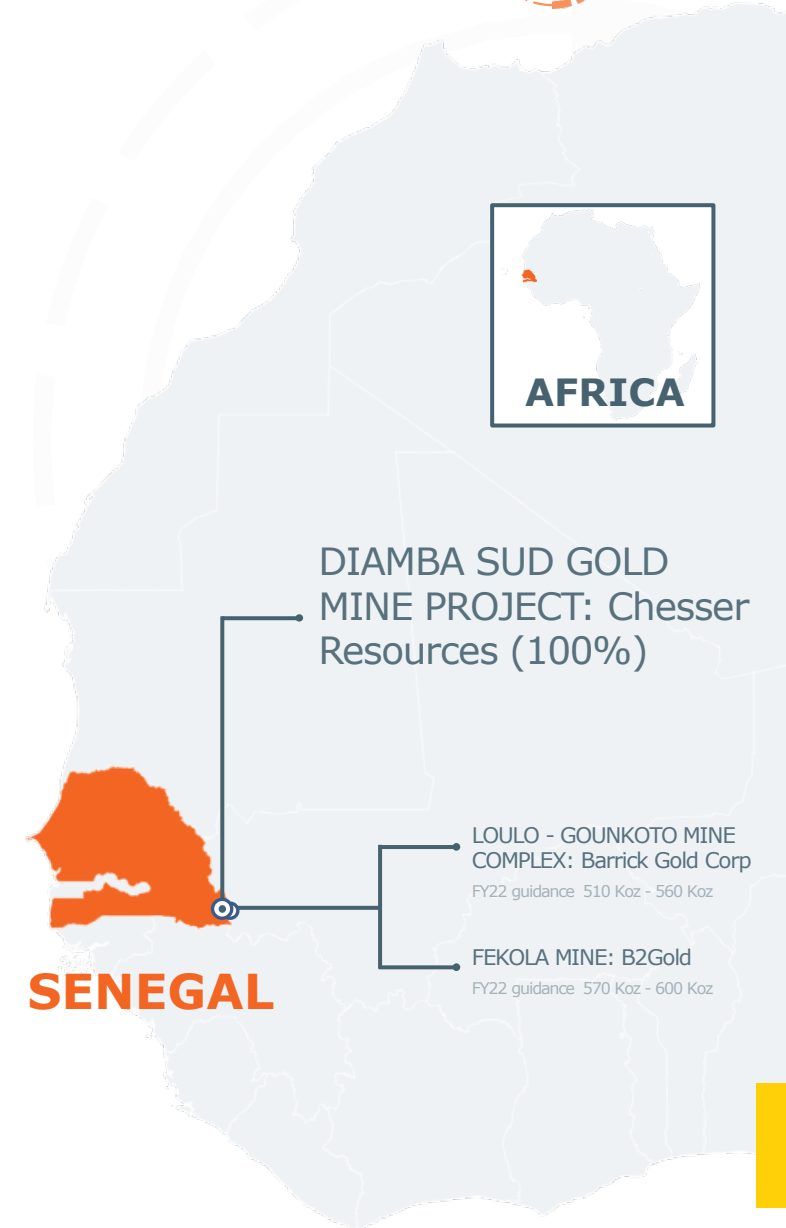 AFRICA
DIAMBA SUD GOLD
MINE PROJECT: Chesser
Resources (100%)
LOULO - GOUNKOTO MINE
COMPLEX: Barrick Gold Corp
FY22 guidance 510 Koz - 560 Koz
FEKOLA MINE: B2Gold
FY22 guidance 570 Koz - 600 Koz
SENEGAL